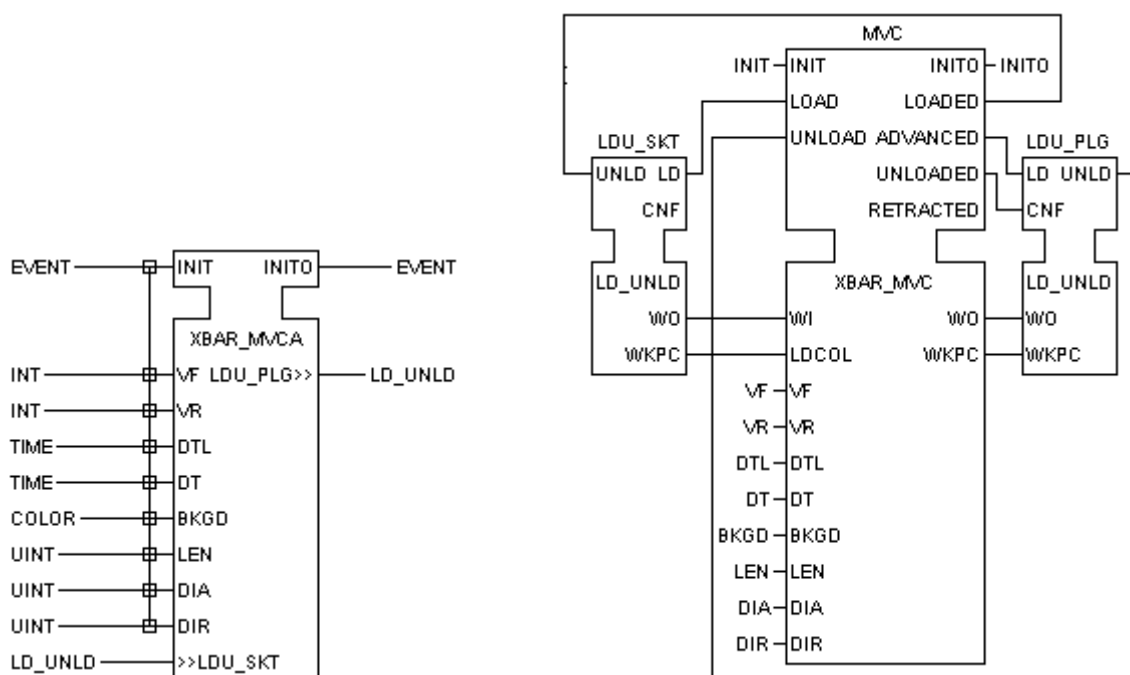 EVENT INIT INITO EVENT
XBAR_MVCA
INT VF LDU_PLG>> LD_UNLD
INT VR
TIME DTL
TIME DT
COLOR BKGD
UINT LEN
UINT DIA
UINT DIR
LD_UNLD >>LDU_SKT
MVC
INIT INIT INITO INITO
LOAD LOADED
LDU_SKT UNLOAD ADVANCED LDU_PLG
UNLD LD UNLOADED LD UNLD
CNF RETRACTED CNF
LD_UNLD XBAR_MVC LD_UNLD
WO WI WO WO
WKPC LDCOL WKPC WKPC
VF VF
VR VR
DTL DTL
DT DT
BKGD BKGD
LEN LEN
DIA DIA
DIR DIR